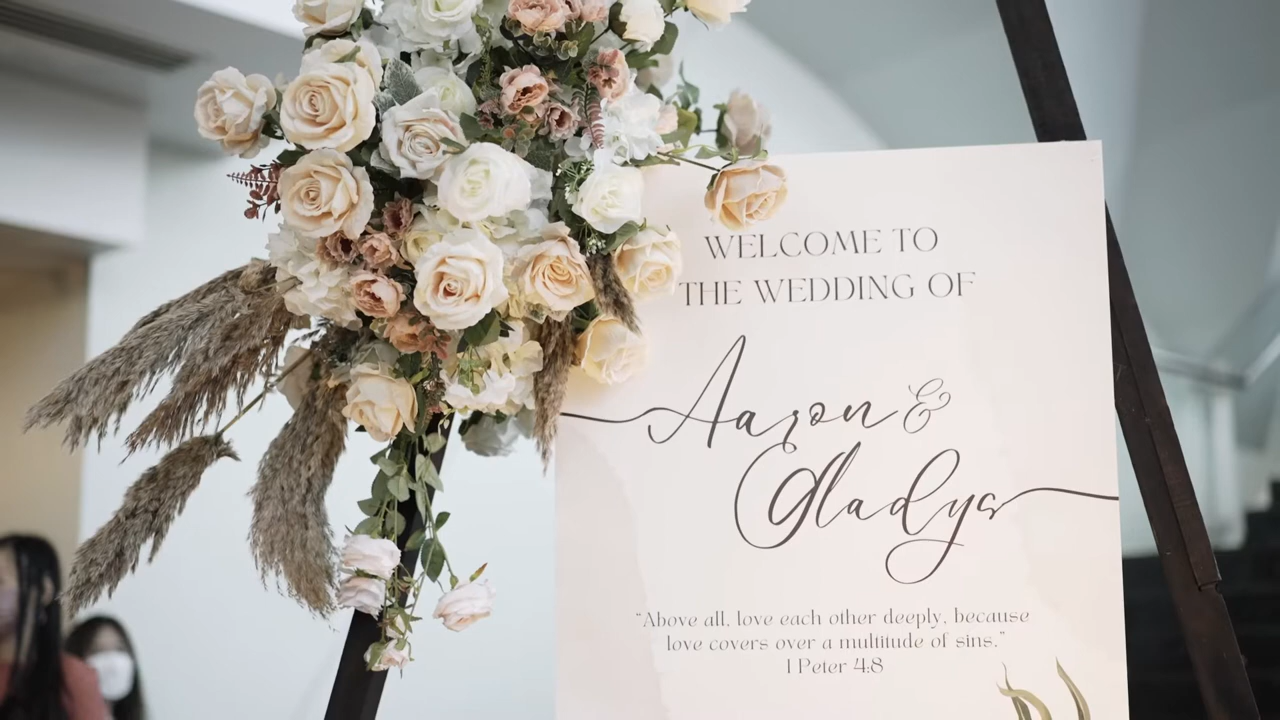 WELCOME TO
THE WEDDING OF
Aaron &
Gladys
“Above all, love each other deeply, because
love covers over a multitude of sins.”
1 Peter 4:8